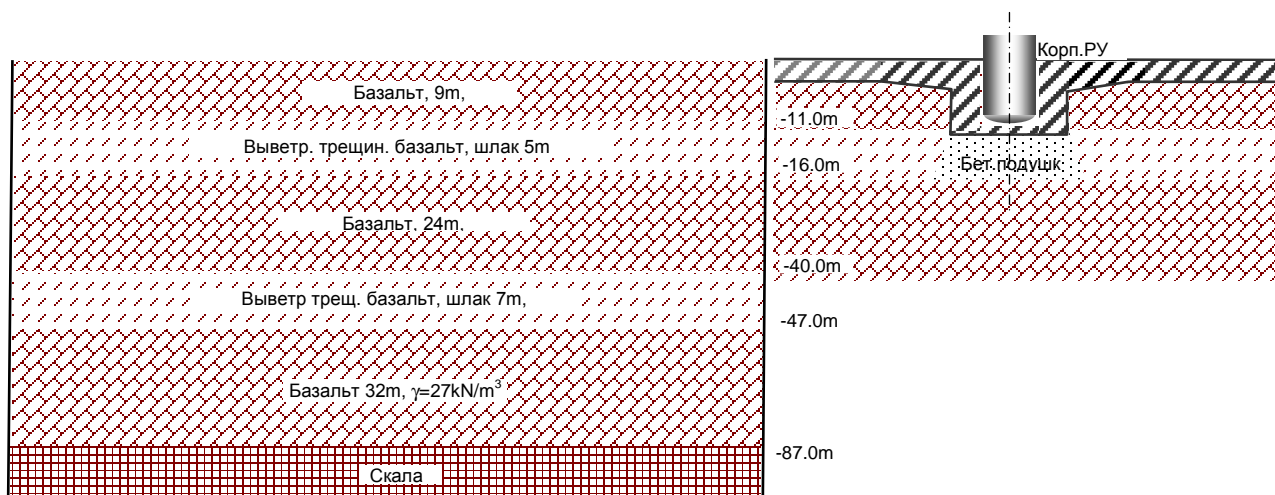 Базальт, 9m,
Выветр. трещин. базальт, шлак 5m
Базальт, 24m,
Выветр трещ. базальт, шлак 7m,
Базальт 32m, γ=27kN/m³
Скала
Корп.РУ
-11.0m
-16.0m
Бет.подушк
-40.0m
-47.0m
-87.0m